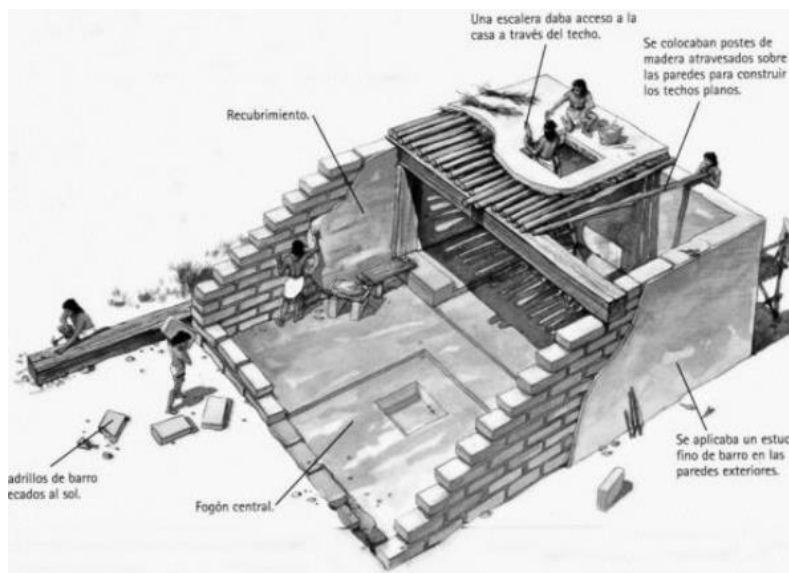 Una escalera daba acceso a la
casa a través del techo.
Se colocaban postes de
madera atravesados sobre
las paredes para construir
los techos planos.
Recubrimiento.
Se aplicaba un estuc
fino de barro en las
paredes exteriores.
adrillos de barro
ecados al sol.
Fogón central.